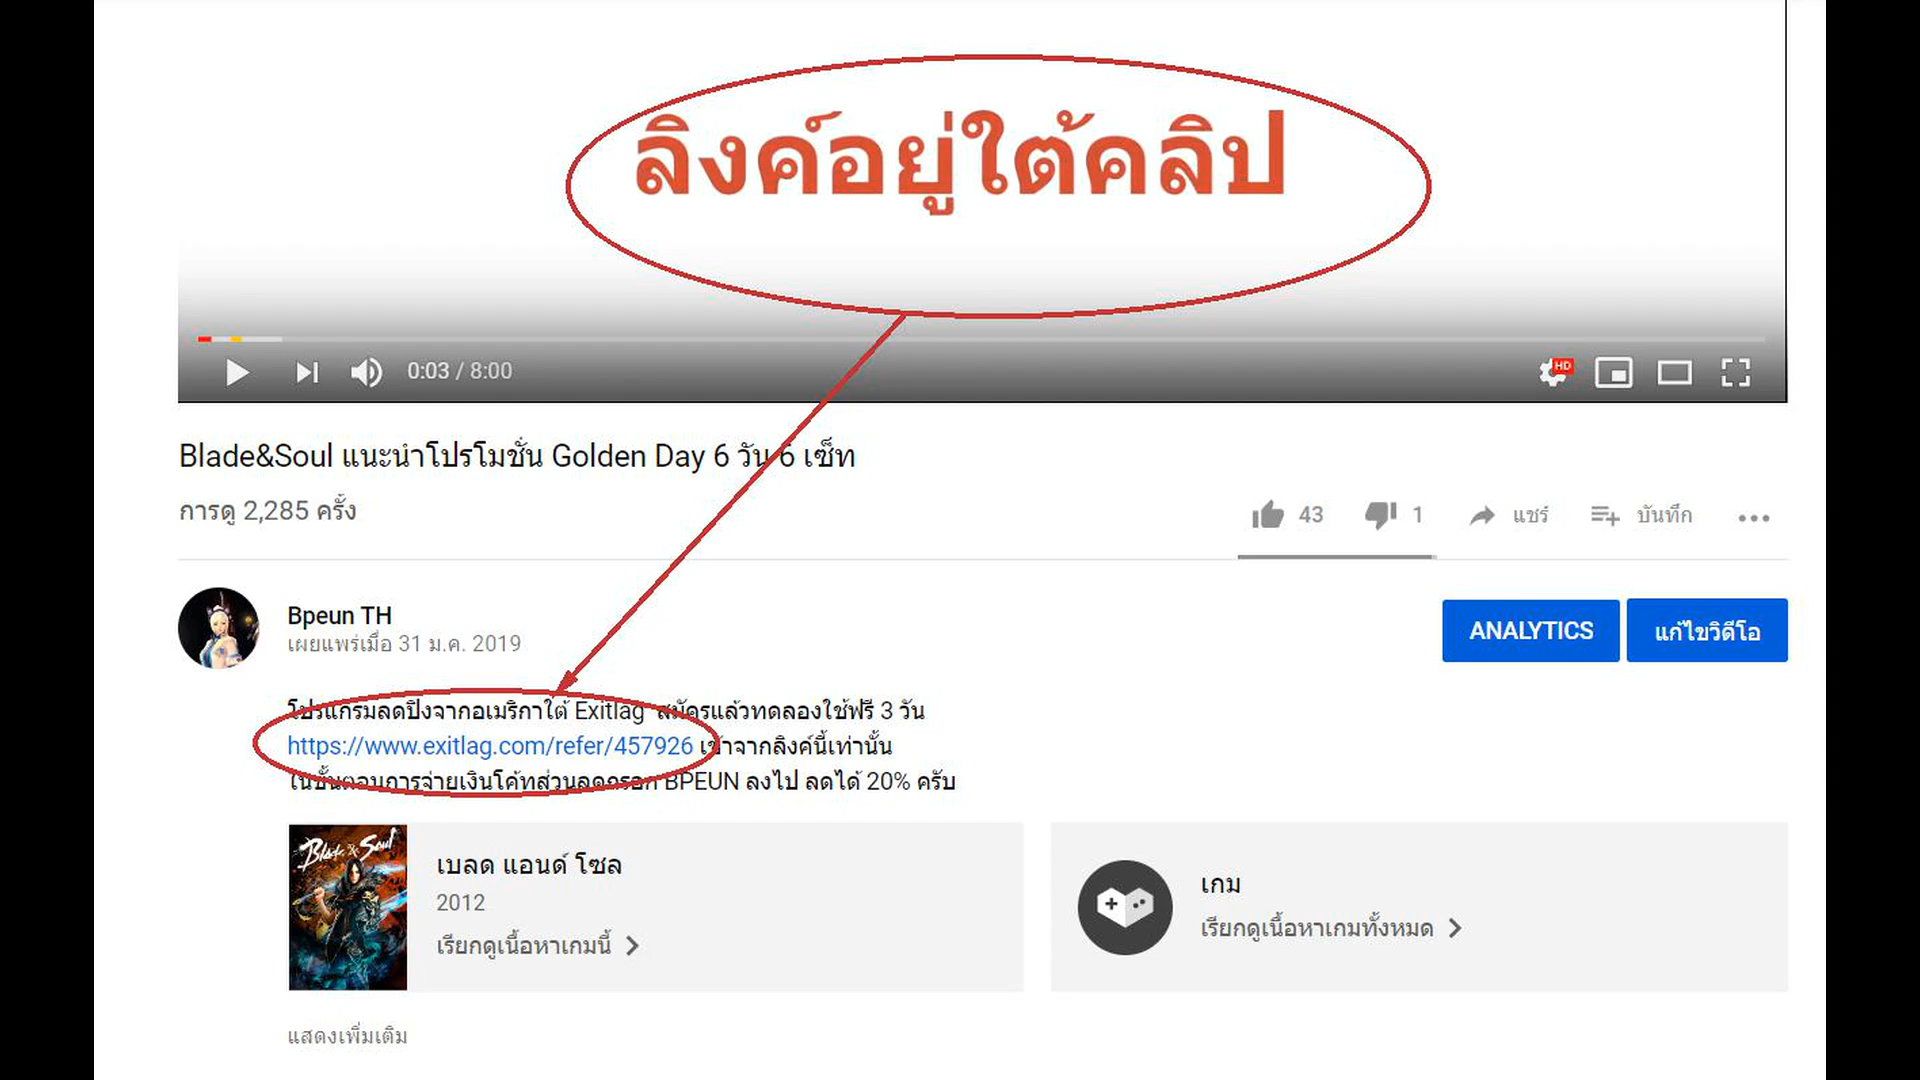 ลิงค์อยู่ใต้คลิป
0:03 / 8:00
HD
Blade&Soul แนะนำโปรโมชั่น Golden Day 6 วัน 6 เซ็ท
การดู 2,285 ครั้ง
43 1 แชร์ บันทึก
Bpeun TH
เผยแพร่เมื่อ 31 ม.ค. 2019
ANALYTICS แก้ไขวิดีโอ
โปรแกรมลดปิงจากอเมริกาใต้ Exitlag สมัครแล้วทดลองใช้ฟรี 3 วัน
https://www.exitlag.com/refer/457926 เข้าจากลิงค์นี้เท่านั้น
ในขั้นตอนการจ่ายเงินโค้ทส่วนลดกรอก BPEUN ลงไป ลดได้ 20% ครับ
Blade & Soul
เบลด แอนด์ โซล
2012
เรียกดูเนื้อหาเกมนี้
เกม
เรียกดูเนื้อหาเกมทั้งหมด
แสดงเพิ่มเติม